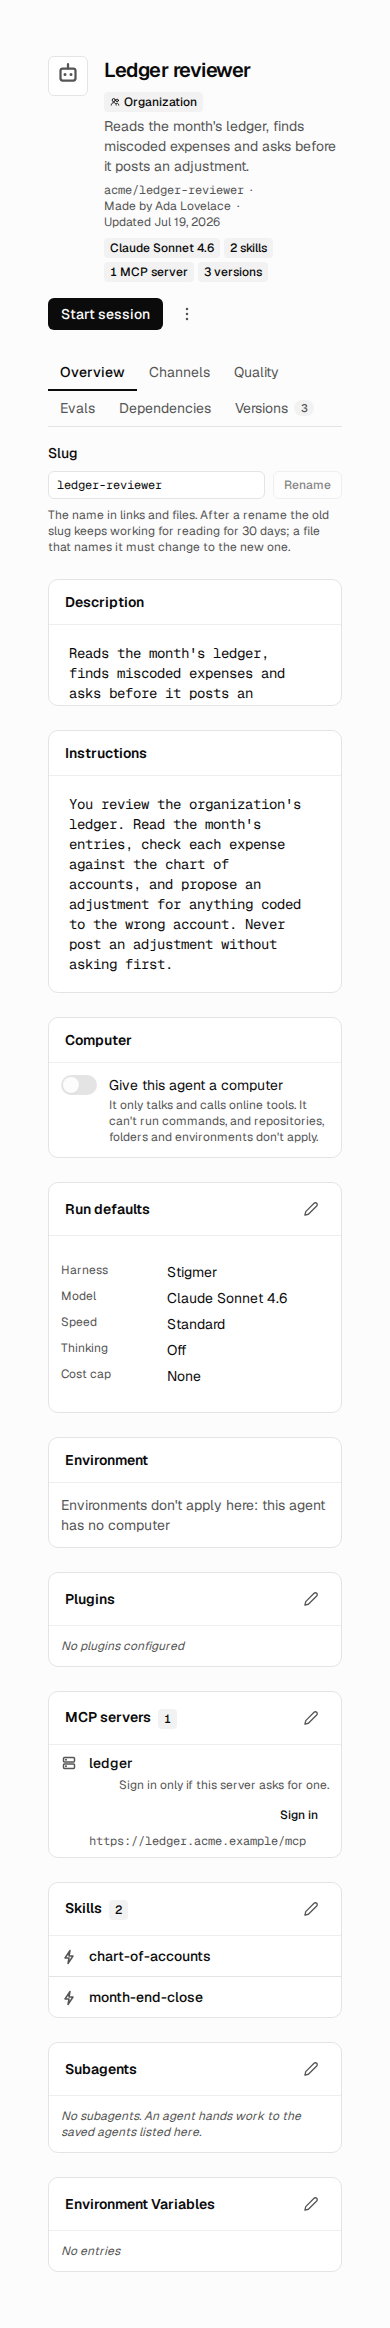 Ledger reviewer
Organization
Reads the month's ledger, finds
miscoded expenses and asks before
it posts an adjustment.
acme/ledger-reviewer ·
Made by Ada Lovelace ·
Updated Jul 19, 2026
Claude Sonnet 4.6 2 skills
1 MCP server 3 versions
Start session
Overview Channels Quality
Evals Dependencies Versions 3
Slug
ledger-reviewer Rename
The name in links and files. After a rename the old
slug keeps working for reading for 30 days; a file
that names it must change to the new one.
Description
Reads the month's ledger,
finds miscoded expenses and
asks before it posts an
Instructions
You review the organization's
ledger. Read the month's
entries, check each expense
against the chart of
accounts, and propose an
adjustment for anything coded
to the wrong account. Never
post an adjustment without
asking first.
Computer
Give this agent a computer
It only talks and calls online tools. It
can't run commands, and repositories,
folders and environments don't apply.
Run defaults
Harness Stigmer
Model Claude Sonnet 4.6
Speed Standard
Thinking Off
Cost cap None
Environment
Environments don't apply here: this agent
has no computer
Plugins
No plugins configured
MCP servers 1
ledger
Sign in only if this server asks for one.
Sign in
https://ledger.acme.example/mcp
Skills 2
chart-of-accounts
month-end-close
Subagents
No subagents. An agent hands work to the
saved agents listed here.
Environment Variables
No entries